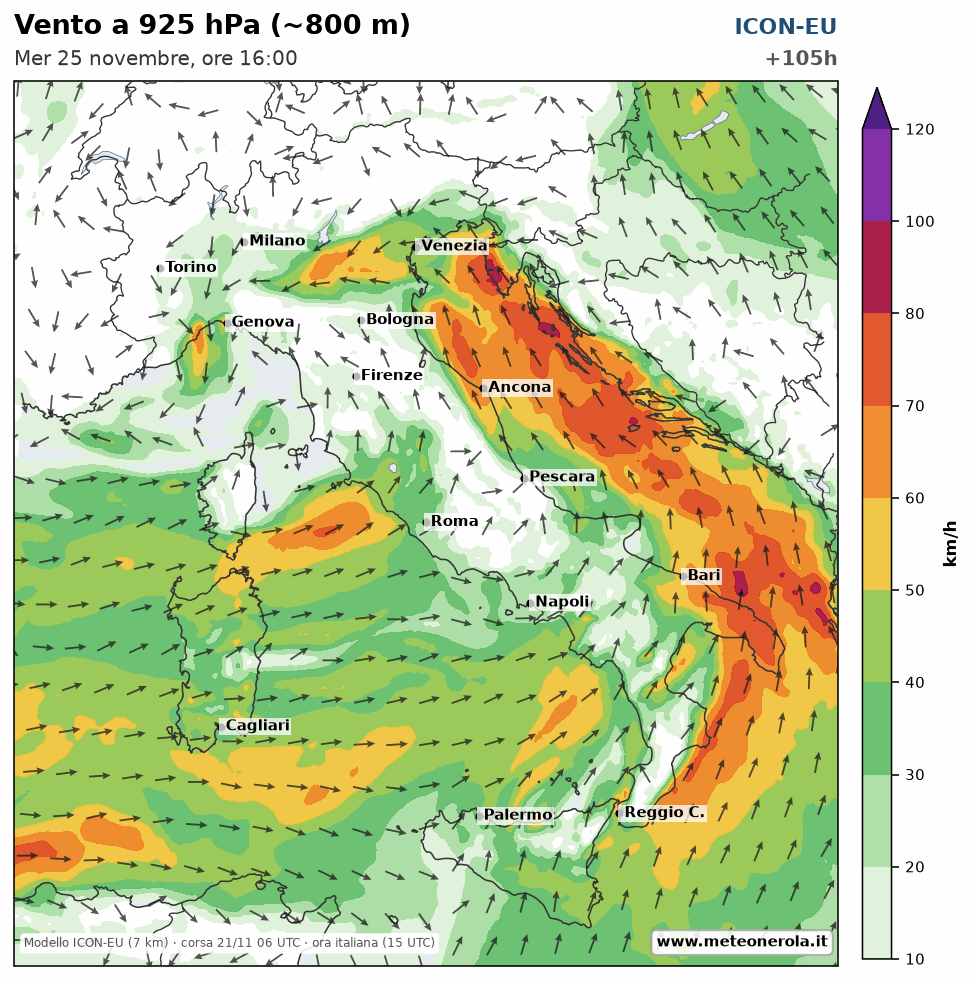 Vento a 925 hPa (~800 m)
ICON-EU
Mer 25 novembre, ore 16:00
+105h
Milano
Venezia
Torino
Genova
Bologna
Firenze
Ancona
Pescara
Roma
Bari
Napoli
Cagliari
Palermo
Reggio C.
120
100
80
70
60
50
40
30
20
10
km/h
Modello ICON-EU (7 km) · corsa 21/11 06 UTC · ora italiana (15 UTC)
www.meteonerola.it